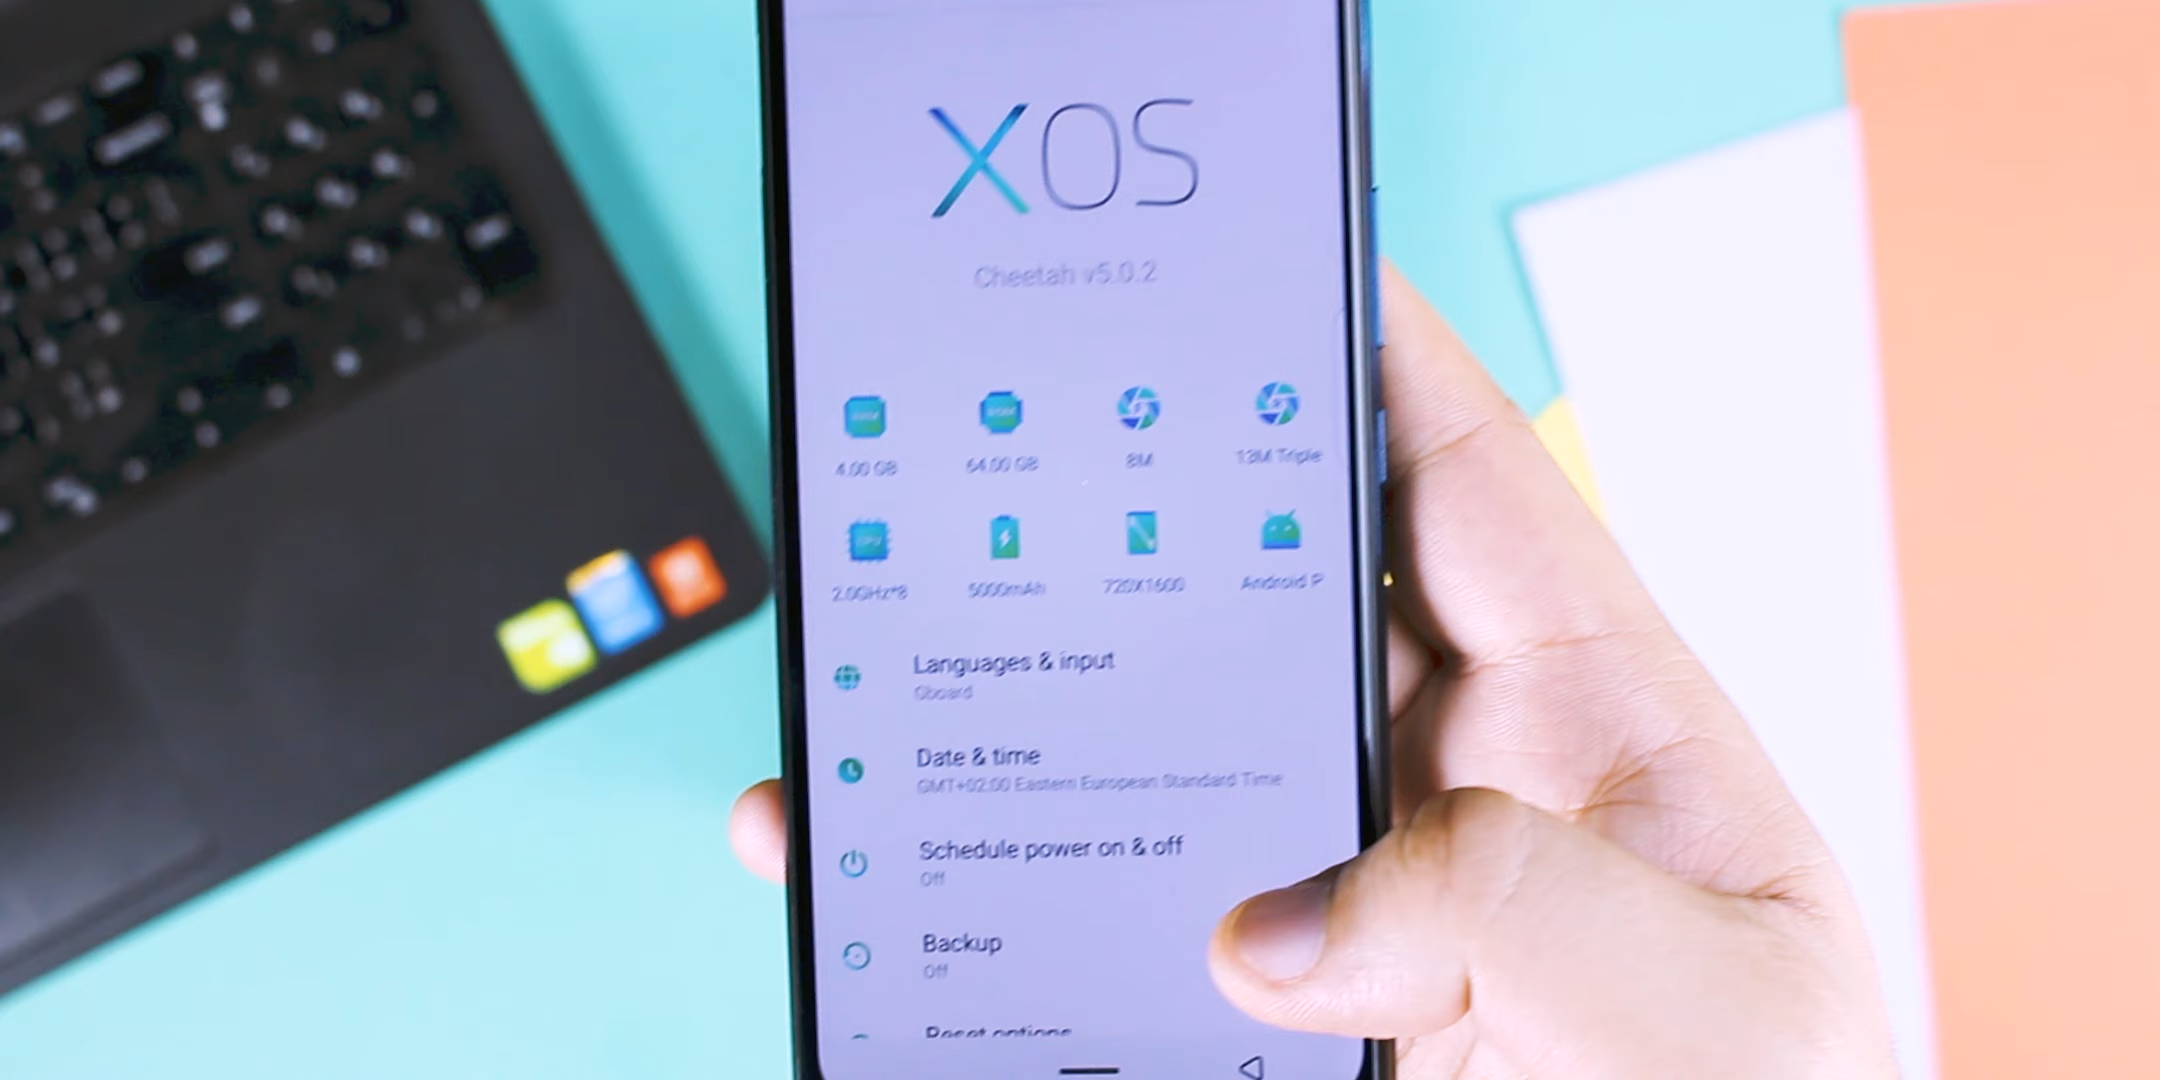 XOS
Cheetah v5.0.2
4.00 GB 64.00 GB 8M 13M Triple
2.0GHz*8 5000mAh 720X1600 Android P
Languages & input
Gboard
Date & time
GMT+02:00 Eastern European Standard Time
Schedule power on & off
Off
Backup
Off
Reset options